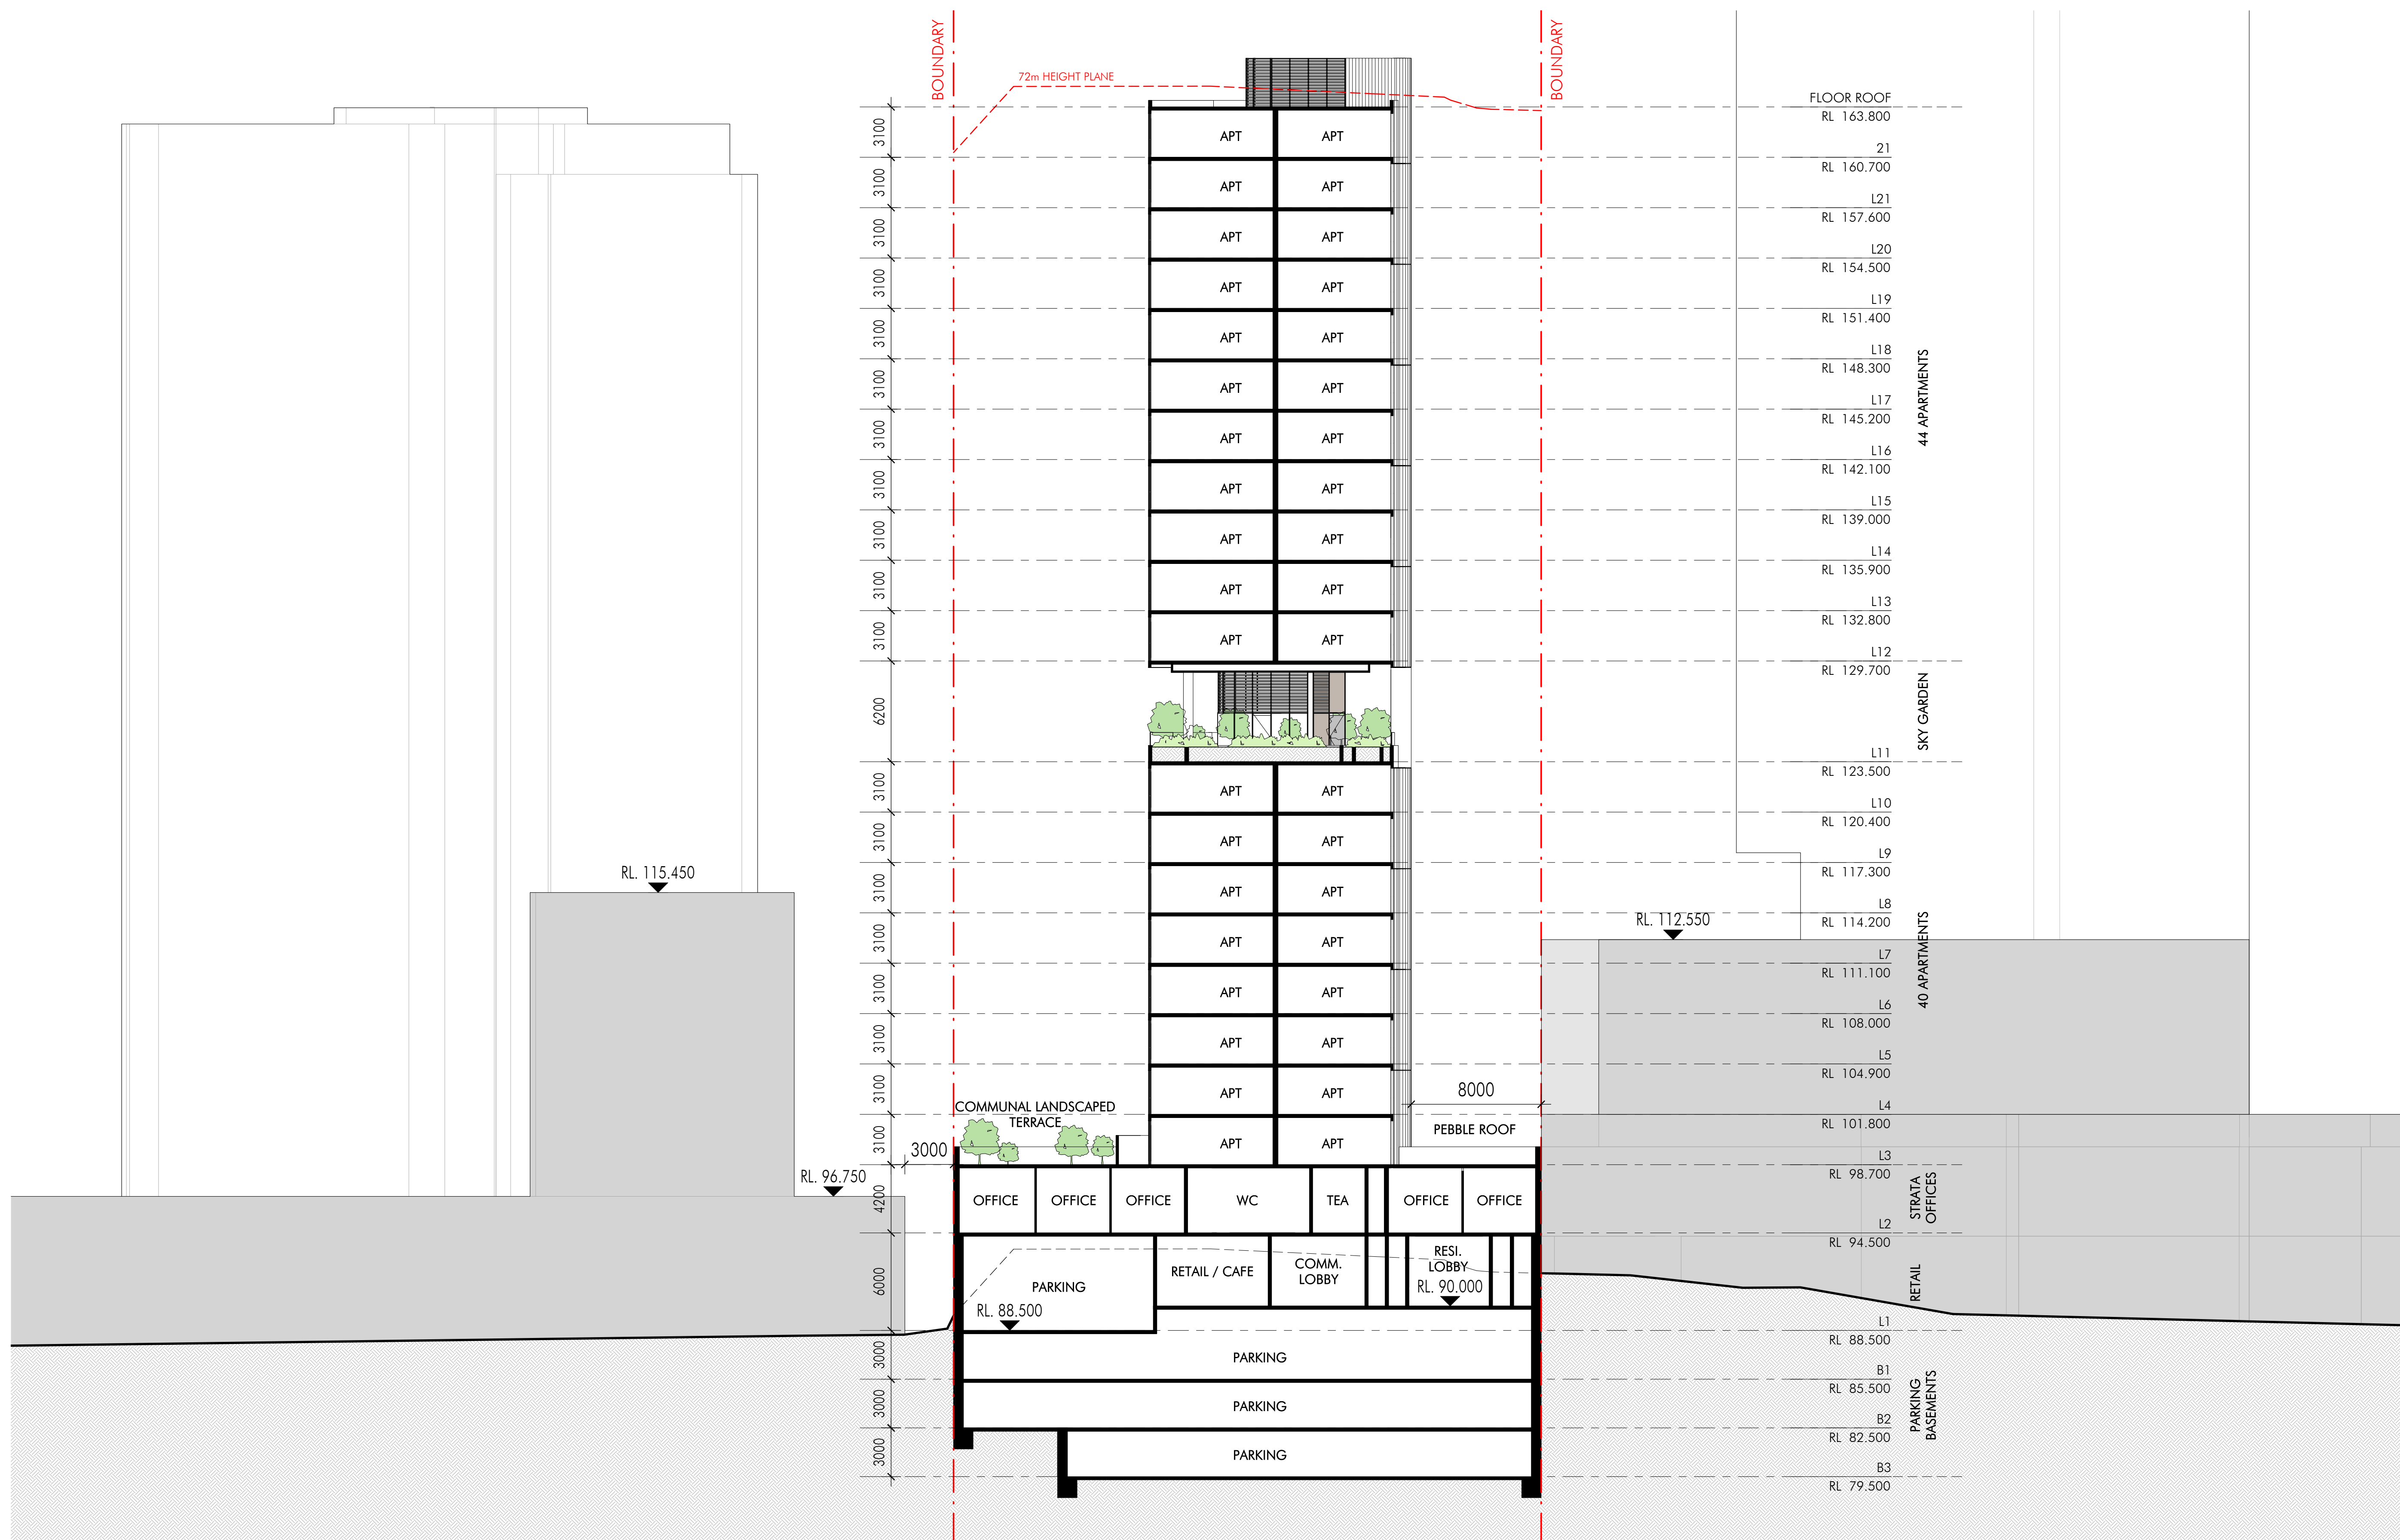 BOUNDARY
BOUNDARY
72m HEIGHT PLANE
FLOOR ROOF
RL 163.800
3100
APT APT
21
RL 160.700
3100
APT APT
L21
RL 157.600
3100
APT APT
L20
RL 154.500
3100
APT APT
L19
RL 151.400
3100
APT APT
L18
RL 148.300
3100
APT APT
L17
RL 145.200
44 APARTMENTS
3100
APT APT
L16
RL 142.100
3100
APT APT
L15
RL 139.000
3100
APT APT
L14
RL 135.900
3100
APT APT
L13
RL 132.800
3100
APT APT
L12
RL 129.700
6200
SKY GARDEN
L11
RL 123.500
3100
APT APT
L10
RL 120.400
3100
APT APT
L9
RL 117.300
RL. 115.450
3100
APT APT
L8
RL 114.200
RL. 112.550
3100
APT APT
L7
RL 111.100
40 APARTMENTS
3100
APT APT
L6
RL 108.000
3100
APT APT
L5
RL 104.900
3100
APT APT
8000
L4
RL 101.800
COMMUNAL LANDSCAPED
TERRACE
3100
APT APT
PEBBLE ROOF
3000
L3
RL 98.700
RL. 96.750
4200
OFFICE OFFICE OFFICE WC TEA OFFICE OFFICE
STRATA
OFFICES
L2
RL 94.500
6000
PARKING
RETAIL / CAFE
COMM.
LOBBY
RESI.
LOBBY
RL. 90.000
RL. 88.500
RETAIL
L1
RL 88.500
3000
PARKING
B1
RL 85.500
3000
PARKING
PARKING
BASEMENTS
B2
RL 82.500
3000
PARKING
B3
RL 79.500